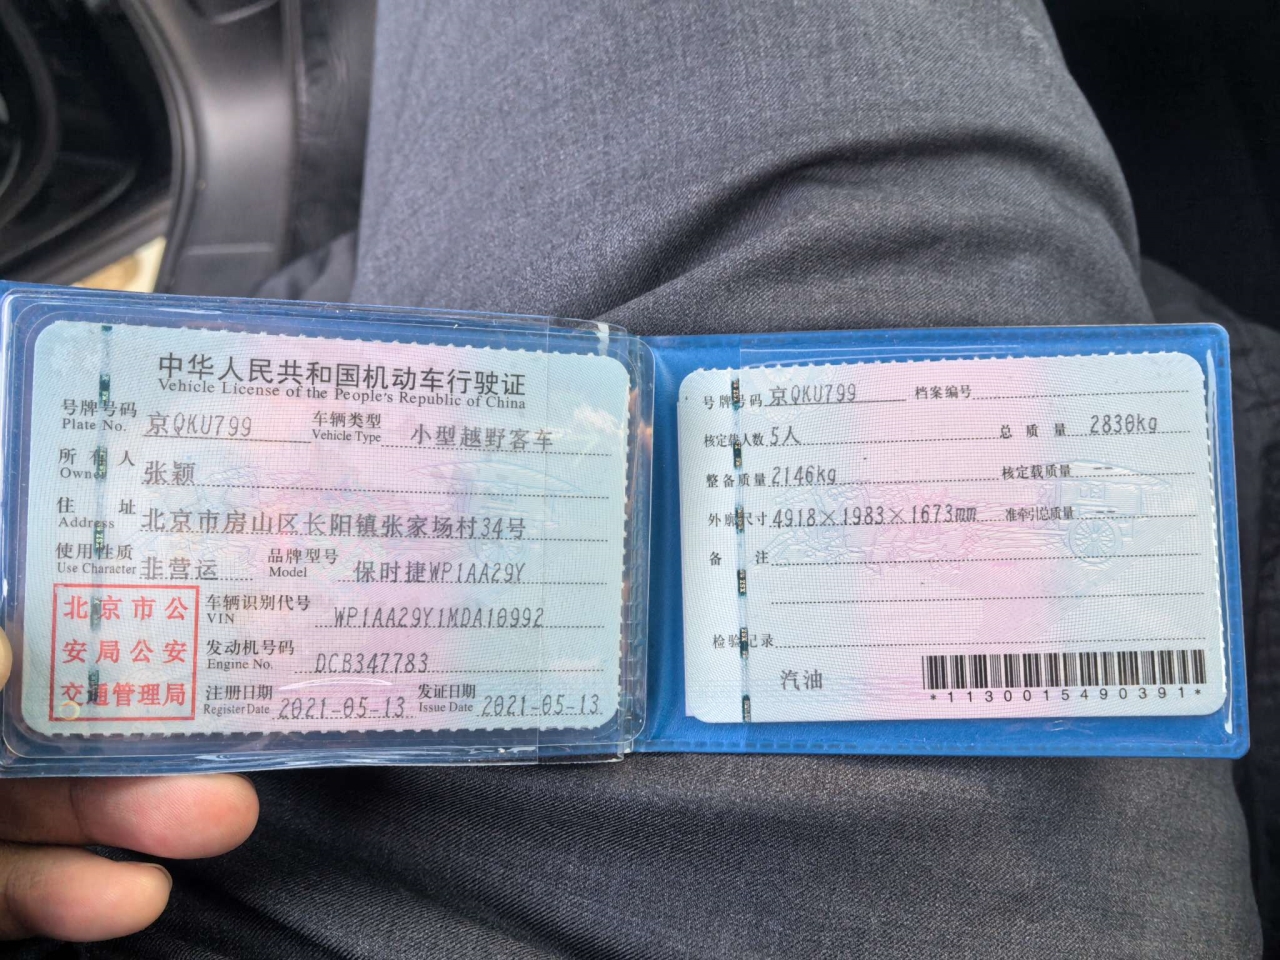 中华人民共和国机动车行驶证
Vehicle License of the People's Republic of China
号牌号码 京QKU799 车辆类型 小型越野客车
Plate No. Vehicle Type
所有人 张颖
Owner
住址 北京市房山区长阳镇张家场村34号
Address
使用性质 非营运 品牌型号 保时捷WP1AA29Y
Use Character Model
北京市公
安局公安
交通管理局
车辆识别代号 WP1AA29Y1MDA10992
VIN
发动机号码 DCB347783
Engine No.
注册日期 2021-05-13 发证日期 2021-05-13
Register Date Issue Date
号牌号码 京QKU799 档案编号
核定载人数 5人 总质量 2830kg
整备质量 2146kg 核定载质量 --
外廓尺寸 4918×1983×1673mm 准牵引总质量 --
备注
检验记录
汽油
*1130015490391*